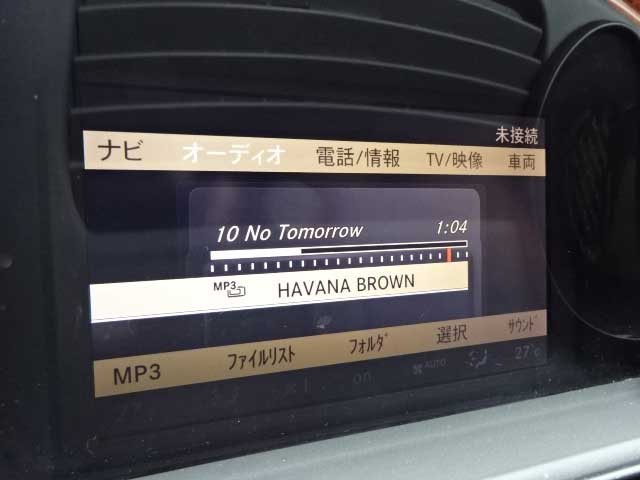 未接続
ナビ オーディオ 電話/情報 TV/映像 車両
10 No Tomorrow 1:04
MP3 HAVANA BROWN
MP3 ファイルリスト フォルダ 選択 サウンド
on AUTO 27℃